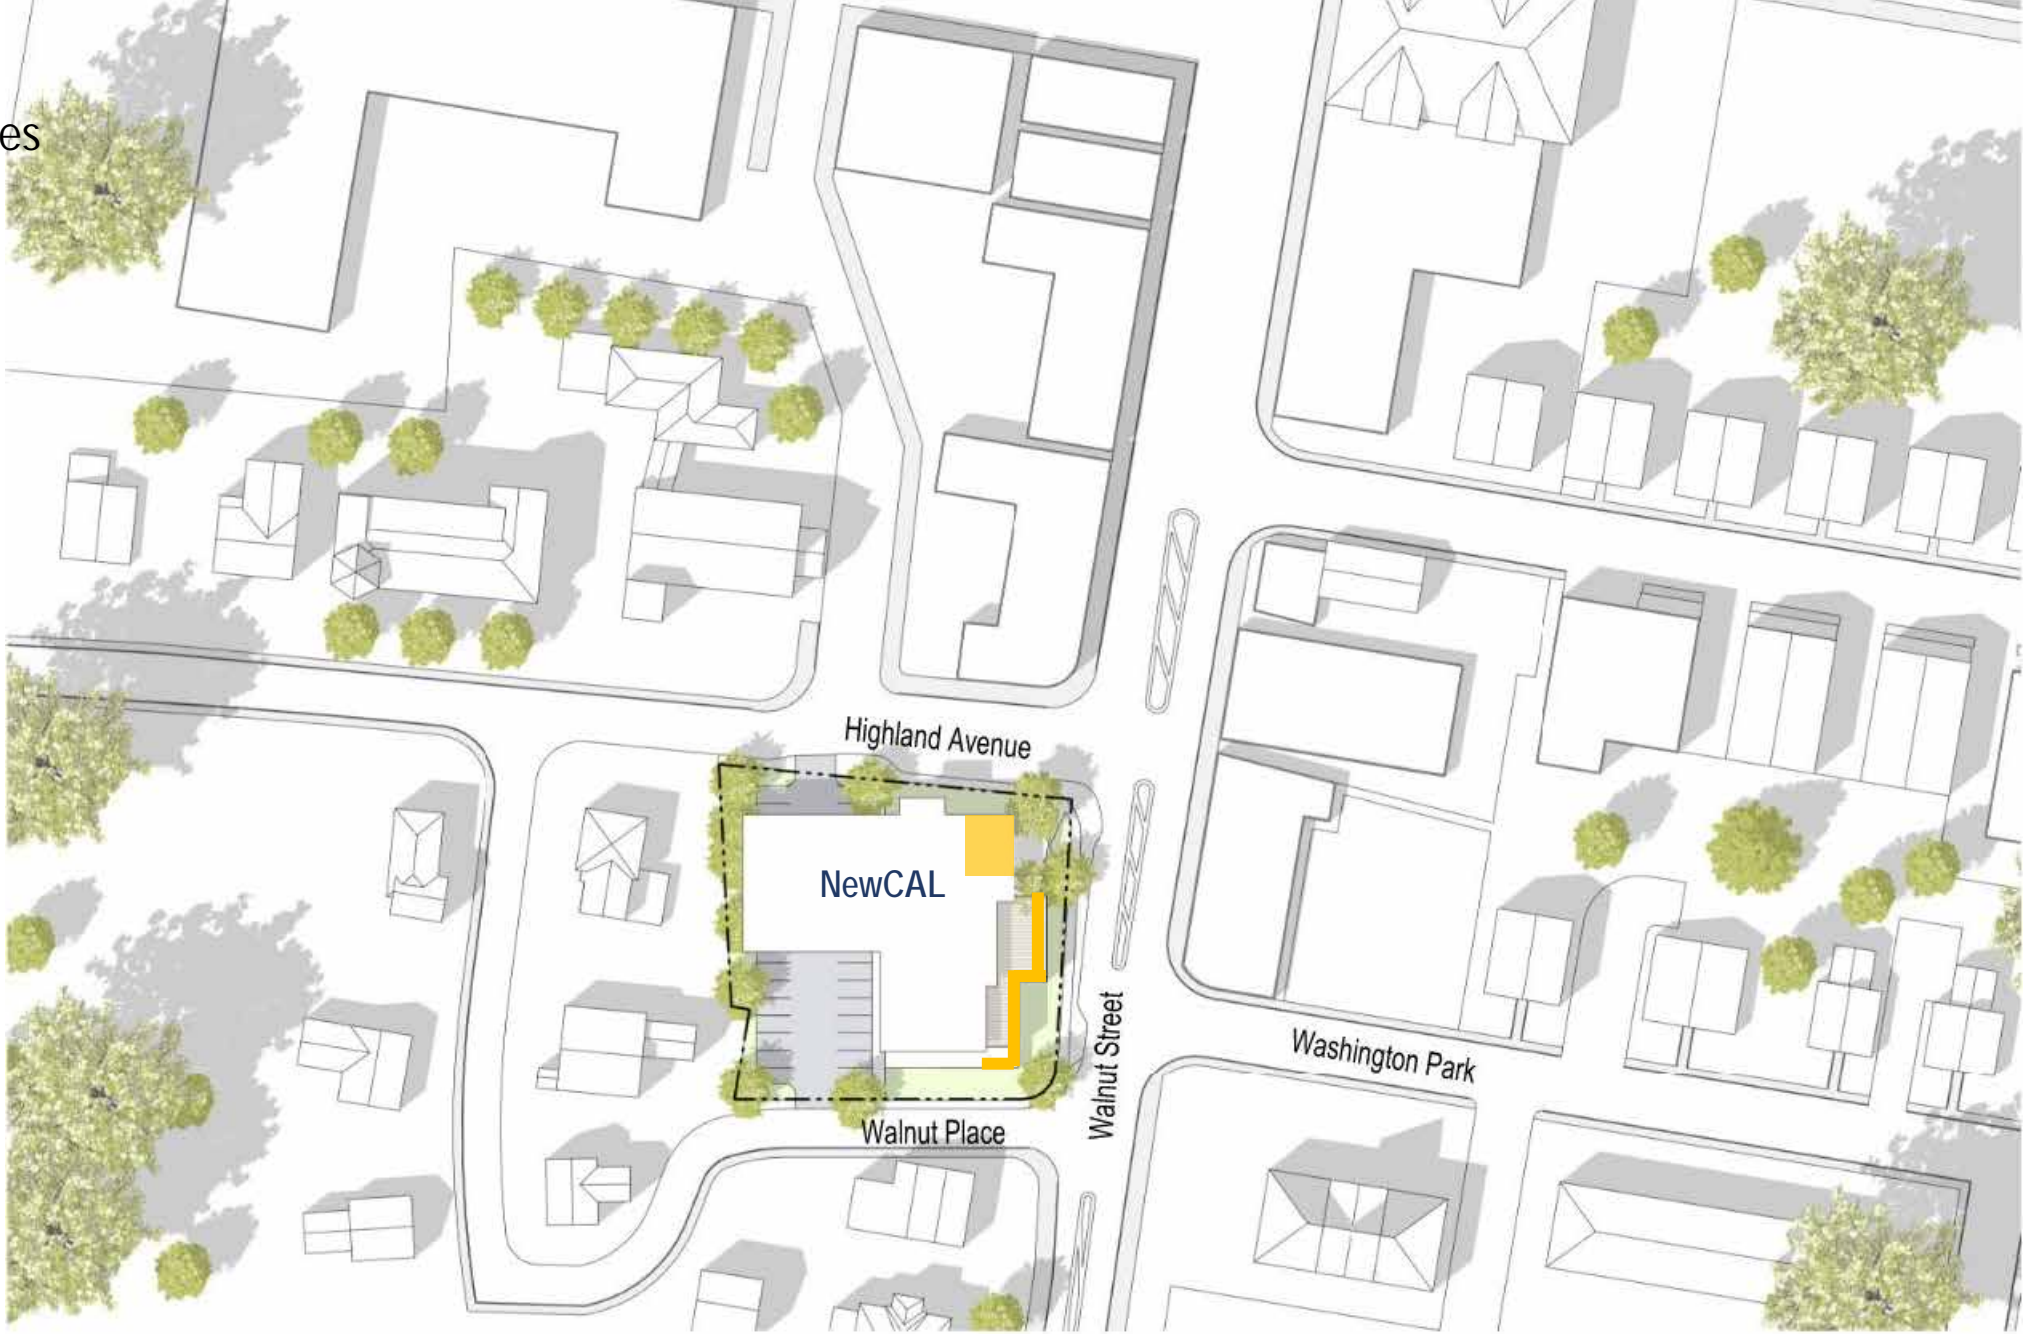 es
Highland Avenue
NewCAL
Walnut Street
Washington Park
Walnut Place